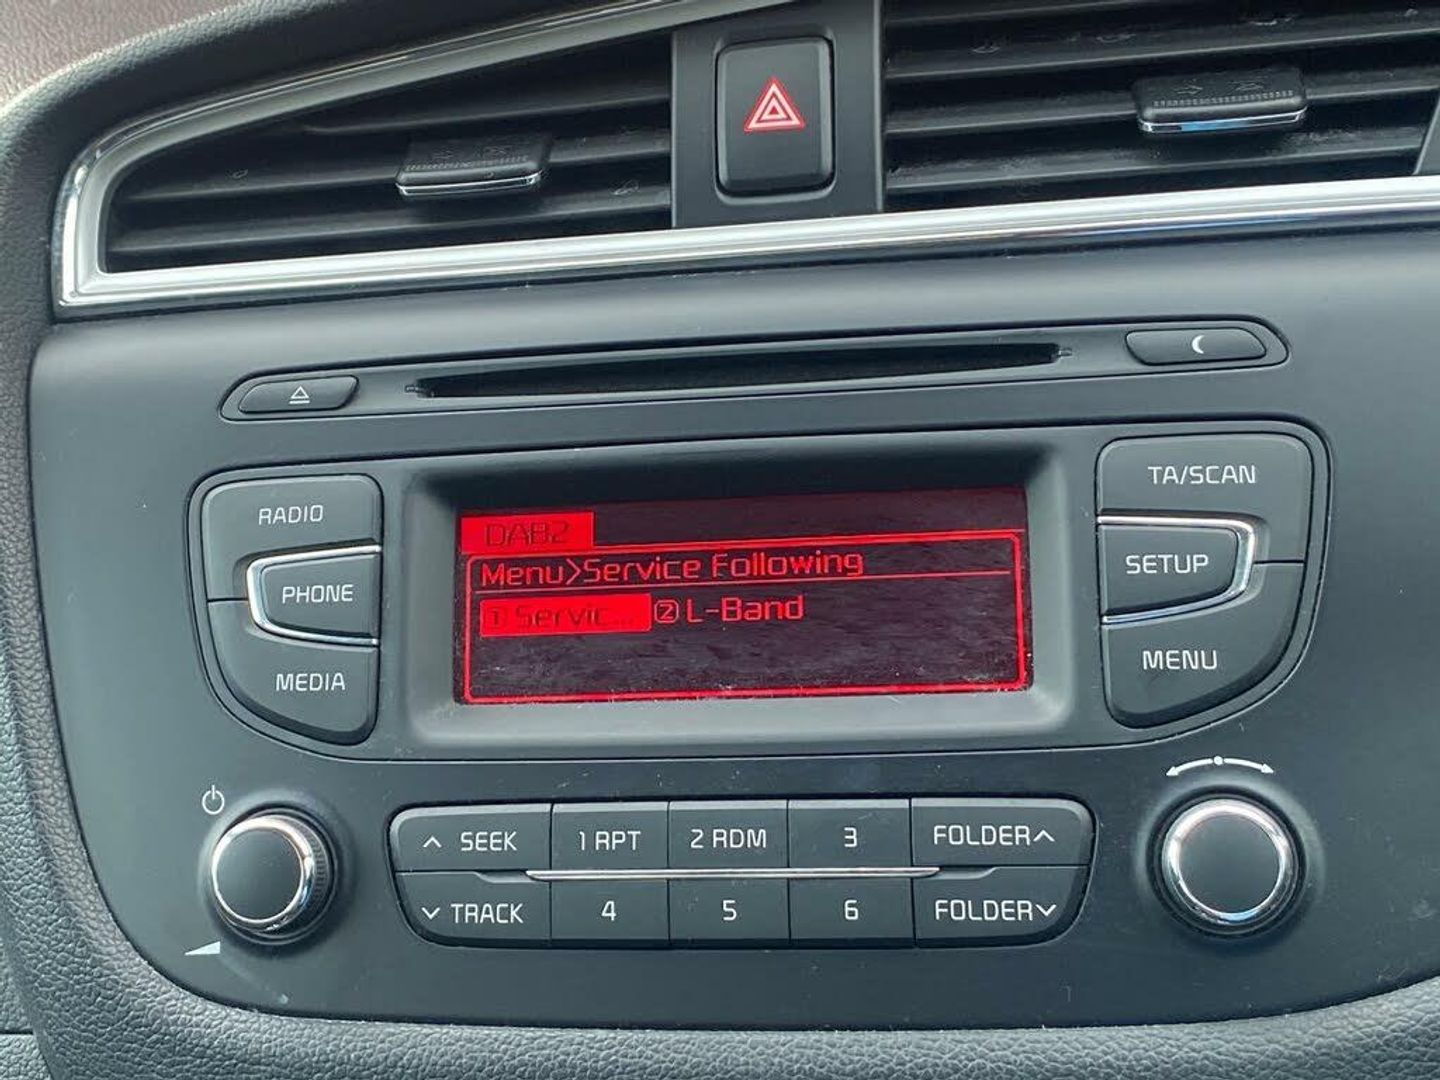 RADIO
PHONE
MEDIA
DAB2
Menu>Service Following
1 Servic... 2 L-Band
TA/SCAN
SETUP
MENU
SEEK 1 RPT 2 RDM 3 FOLDER
TRACK 4 5 6 FOLDER